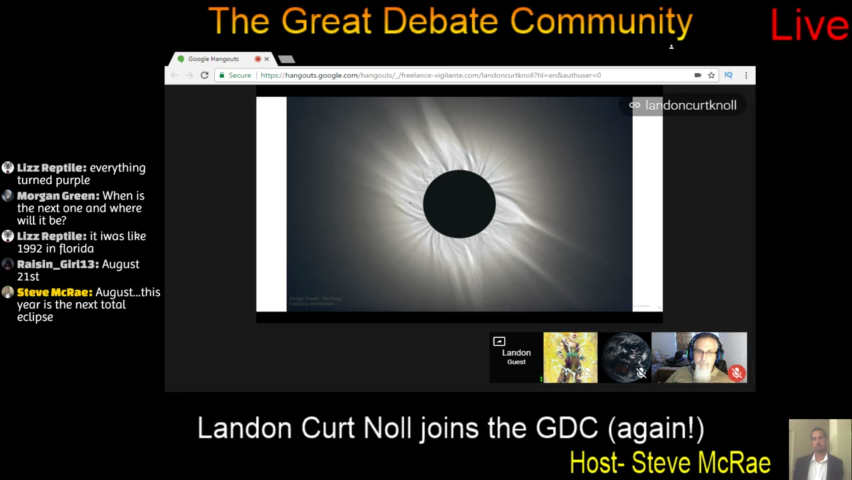 The Great Debate Community
Live
Google Hangouts
Secure
https://hangouts.google.com/hangouts/_/freelance-vigilante.com/landoncurtknoll?hl=en&authuser=0
landoncurtknoll
Lizz Reptile: everything
turned purple
Morgan Green: When is
the next one and where
will it be?
Lizz Reptile: it iwas like
1992 in florida
Raisin_Girl13: August
21st
Steve McRae: August...this
year is the next total
eclipse
Landon
Guest
Landon Curt Noll joins the GDC (again!)
Host- Steve McRae